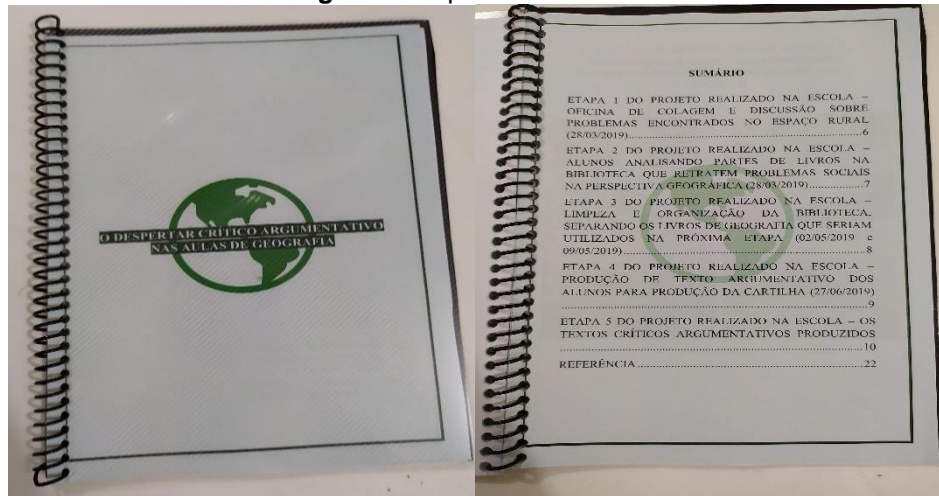 O DESPERTAR CRÍTICO ARGUMENTATIVO
NAS AULAS DE GEOGRAFIA
SUMÁRIO
ETAPA 1 DO PROJETO REALIZADO NA ESCOLA –
OFICINA DE COLAGEM E DISCUSSÃO SOBRE
PROBLEMAS ENCONTRADOS NO ESPAÇO RURAL
(28/03/2019)..................................................6
ETAPA 2 DO PROJETO REALIZADO NA ESCOLA –
ALUNOS ANALISANDO PARTES DE LIVROS NA
BIBLIOTECA QUE RETRATEM PROBLEMAS SOCIAIS
NA PERSPECTIVA GEOGRÁFICA (28/03/2019)............7
ETAPA 3 DO PROJETO REALIZADO NA ESCOLA –
LIMPEZA E ORGANIZAÇÃO DA BIBLIOTECA,
SEPARANDO OS LIVROS DE GEOGRAFIA QUE SERIAM
UTILIZADOS NA PRÓXIMA ETAPA (02/05/2019 e
09/05/2019)..................................................8
ETAPA 4 DO PROJETO REALIZADO NA ESCOLA –
PRODUÇÃO DE TEXTO ARGUMENTATIVO DOS
ALUNOS PARA PRODUÇÃO DA CARTILHA (27/06/2019)
..................................................9
ETAPA 5 DO PROJETO REALIZADO NA ESCOLA – OS
TEXTOS CRÍTICOS ARGUMENTATIVOS PRODUZIDOS
..................................................10
REFERÊNCIA..................................................22